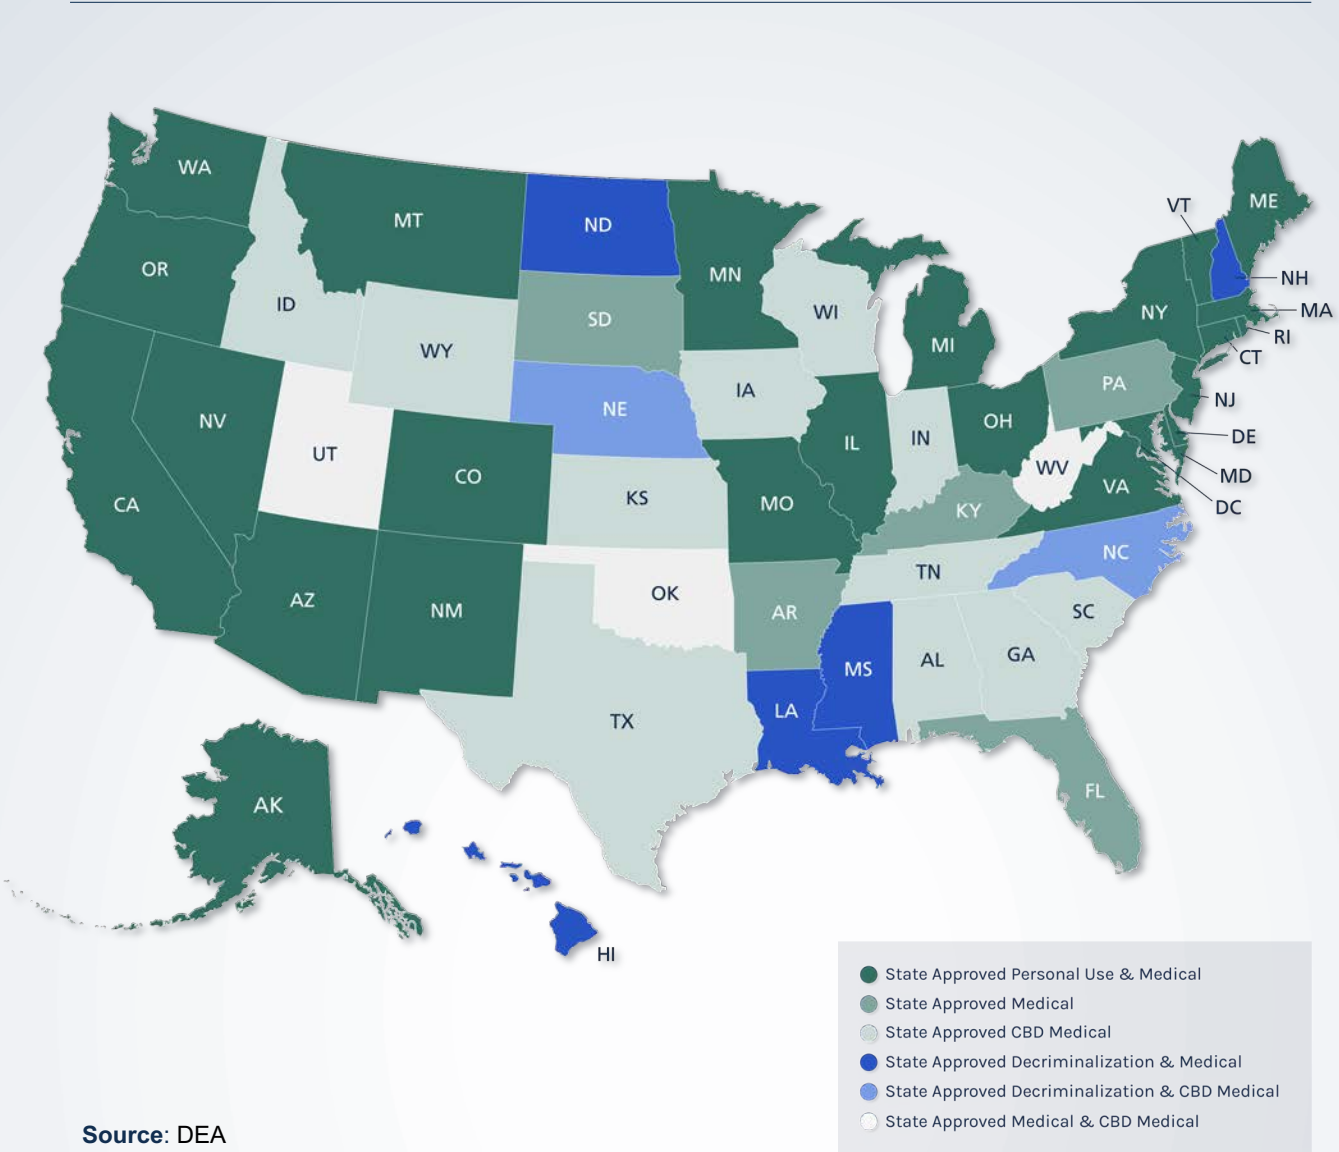 WA
VT
ME
MT
ND
OR
MN
NH
ID
SD
WI
NY
MA
RI
WY
MI
CT
IA
PA
NE
NJ
NV
OH
UT
IL
IN
DE
CO
WV
MD
CA
KS
MO
VA
KY
DC
NC
TN
AZ
NM
OK
AR
SC
MS
AL
GA
LA
TX
FL
AK
HI
State Approved Personal Use & Medical
State Approved Medical
State Approved CBD Medical
State Approved Decriminalization & Medical
State Approved Decriminalization & CBD Medical
State Approved Medical & CBD Medical
Source: DEA